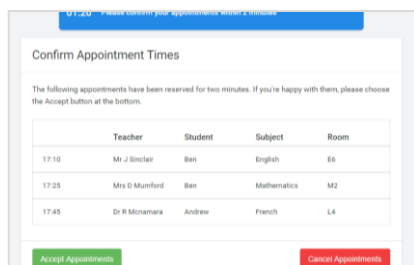 01:20 Please confirm your appointments within 2 minutes
Confirm Appointment Times
The following appointments have been reserved for two minutes. If you're happy with them, please choose
the Accept button at the bottom.
Teacher Student Subject Room
17:10 Mr J Sinclair Ben English E6
17:25 Mrs D Mumford Ben Mathematics M2
17:45 Dr R Mcnamara Andrew French L4
Accept Appointments Cancel Appointments